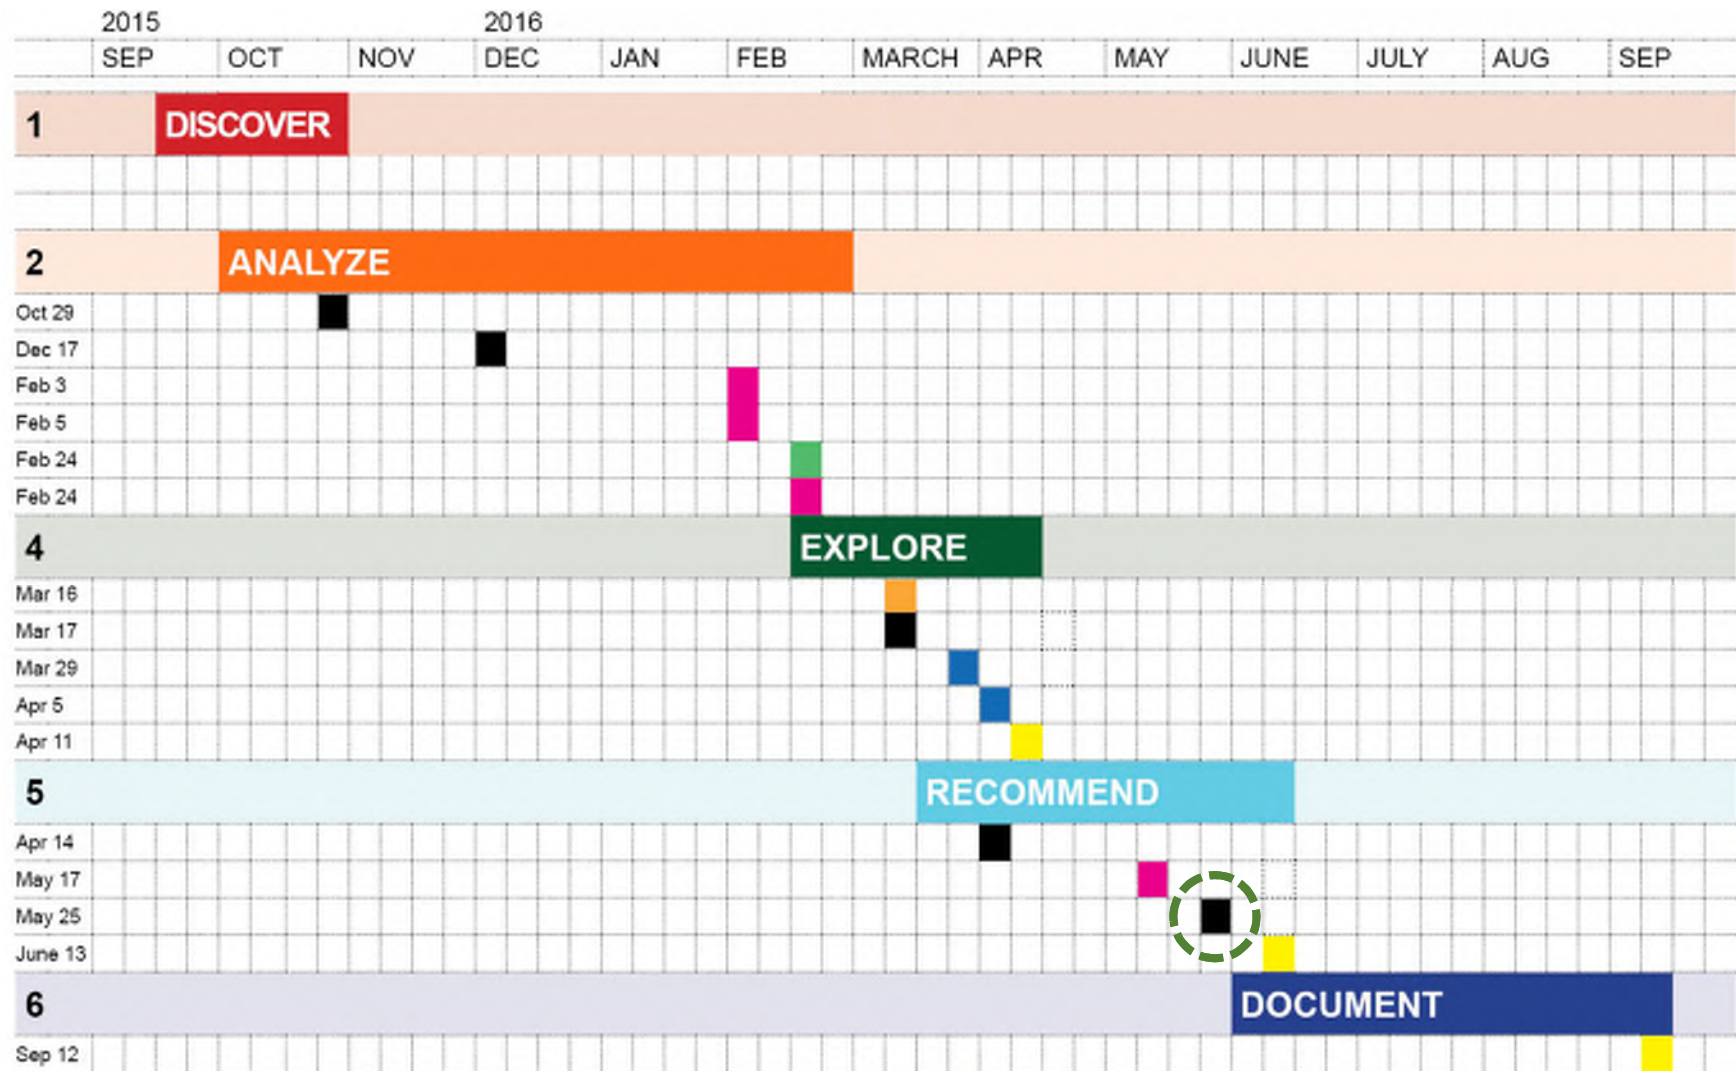 2015 2016
SEP OCT NOV DEC JAN FEB MARCH APR MAY JUNE JULY AUG SEP
1 DISCOVER
2 ANALYZE
Oct 29
Dec 17
Feb 3
Feb 5
Feb 24
Feb 24
4 EXPLORE
Mar 16
Mar 17
Mar 29
Apr 5
Apr 11
5 RECOMMEND
Apr 14
May 17
May 25
June 13
6 DOCUMENT
Sep 12